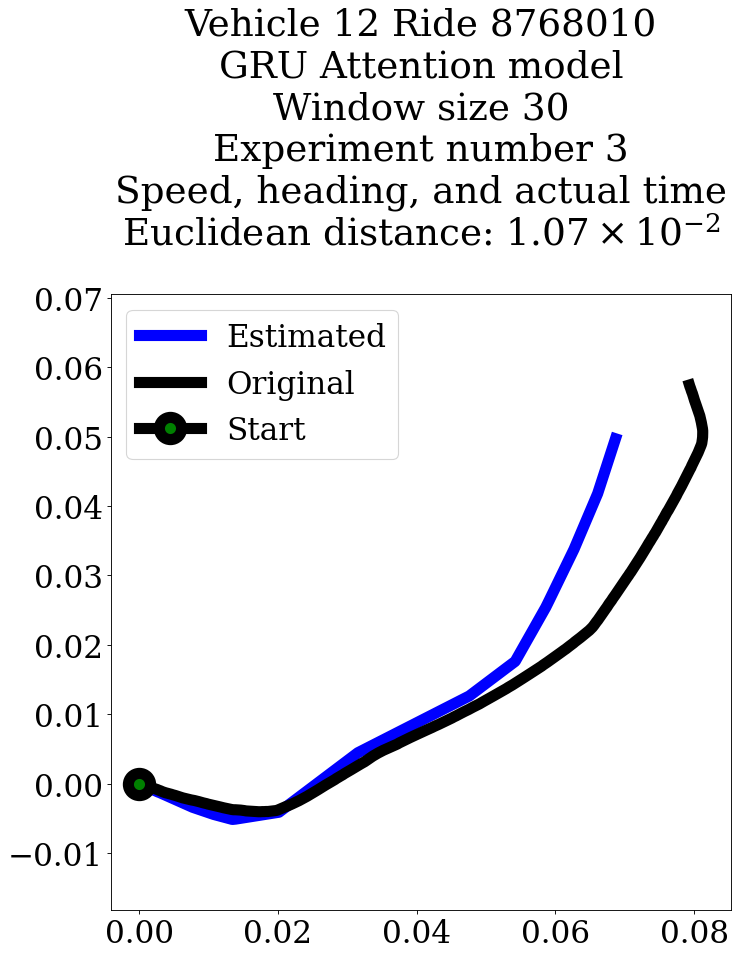 Vehicle 12 Ride 8768010
GRU Attention model
Window size 30
Experiment number 3
Speed, heading, and actual time
Euclidean distance: 1.07 × 10⁻²
0.07
0.06
0.05
0.04
0.03
0.02
0.01
0.00
−0.01
Estimated
Original
Start
0.00 0.02 0.04 0.06 0.08